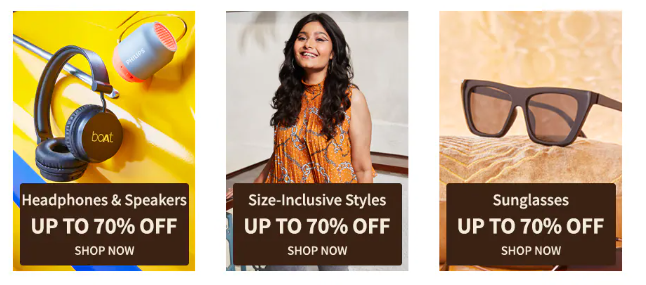 PHILIPS
boAt
Headphones & Speakers
UP TO 70% OFF
SHOP NOW
Size-Inclusive Styles
UP TO 70% OFF
SHOP NOW
Sunglasses
UP TO 70% OFF
SHOP NOW